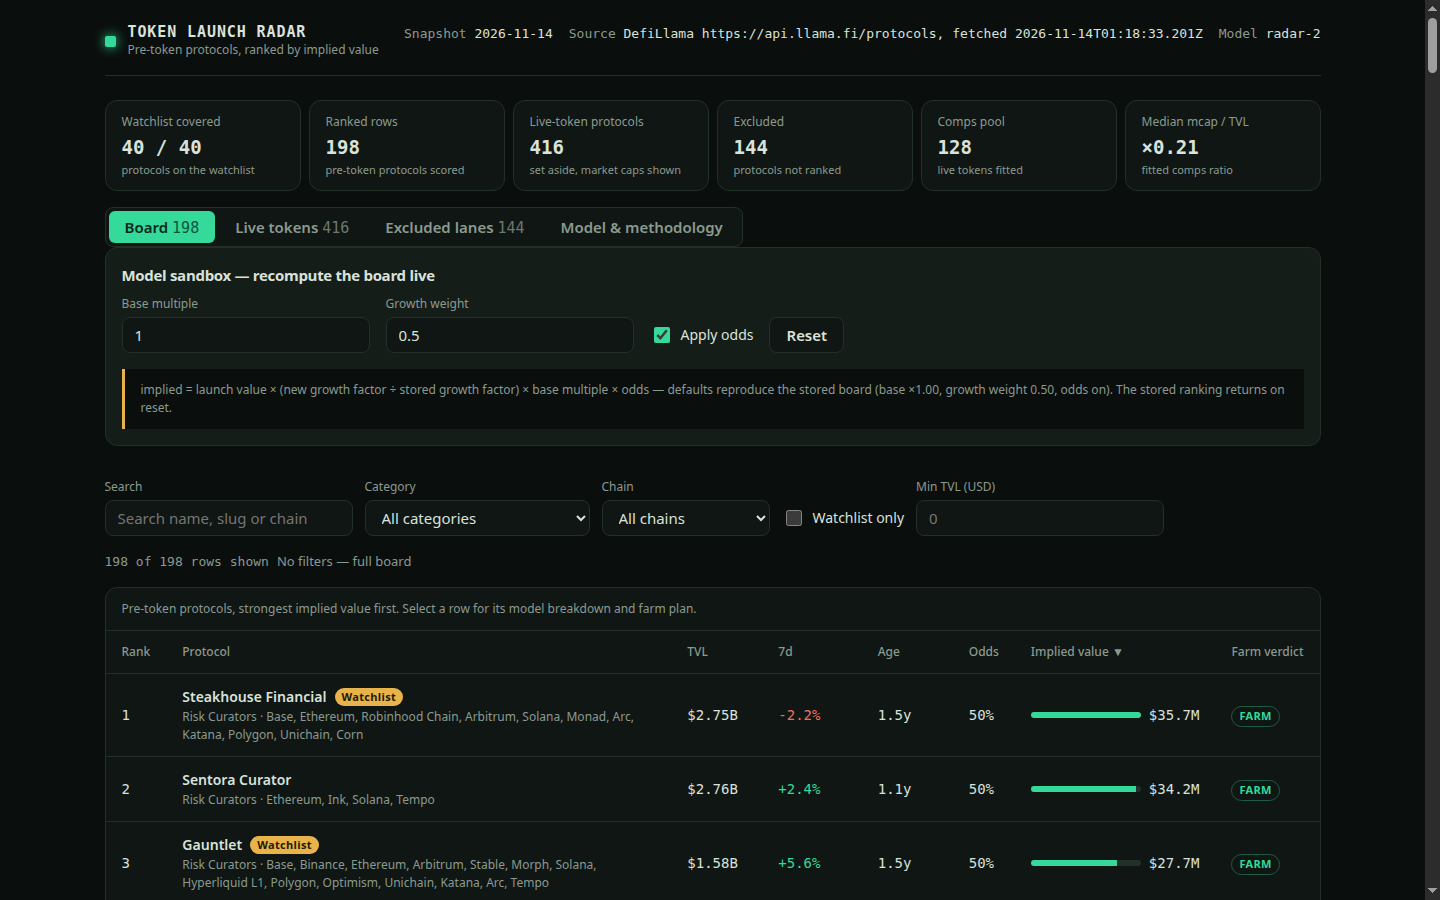 TOKEN LAUNCH RADAR
Pre-token protocols, ranked by implied value
Snapshot 2026-11-14 Source DefiLlama https://api.llama.fi/protocols, fetched 2026-11-14T01:18:33.201Z Model radar-2
Watchlist covered
40 / 40
protocols on the watchlist
Ranked rows
198
pre-token protocols scored
Live-token protocols
416
set aside, market caps shown
Excluded
144
protocols not ranked
Comps pool
128
live tokens fitted
Median mcap / TVL
×0.21
fitted comps ratio
Board 198 Live tokens 416 Excluded lanes 144 Model & methodology
Model sandbox — recompute the board live
Base multiple Growth weight
1 0.5 Apply odds Reset
implied = launch value × (new growth factor ÷ stored growth factor) × base multiple × odds — defaults reproduce the stored board (base ×1.00, growth weight 0.50, odds on). The stored ranking returns on
reset.
Search Category Chain Min TVL (USD)
Search name, slug or chain All categories All chains Watchlist only 0
198 of 198 rows shown No filters — full board
Pre-token protocols, strongest implied value first. Select a row for its model breakdown and farm plan.
Rank Protocol TVL 7d Age Odds Implied value ▼ Farm verdict
1 Steakhouse Financial Watchlist $2.75B -2.2% 1.5y 50% $35.7M FARM
Risk Curators · Base, Ethereum, Robinhood Chain, Arbitrum, Solana, Monad, Arc,
Katana, Polygon, Unichain, Corn
2 Sentora Curator $2.76B +2.4% 1.1y 50% $34.2M FARM
Risk Curators · Ethereum, Ink, Solana, Tempo
3 Gauntlet Watchlist $1.58B +5.6% 1.5y 50% $27.7M FARM
Risk Curators · Base, Binance, Ethereum, Arbitrum, Stable, Morph, Solana,
Hyperliquid L1, Polygon, Optimism, Unichain, Katana, Arc, Tempo